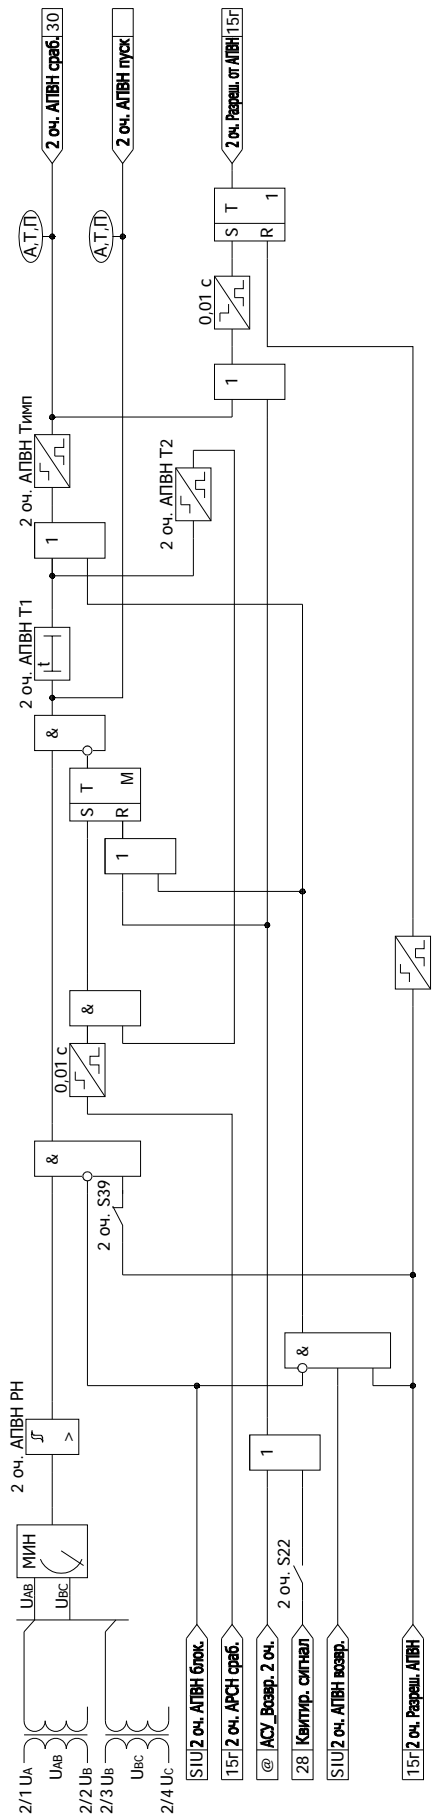 2/1 UA
UAB
2/2 UB
2/3 UB
UBC
2/4 UC
UAB
UBC
МИН
2 оч. АПВН РН
>
SIU 2 оч. АПВН блок.
15г 2 оч. АРСН сраб.
@ АСУ_Возвр. 2 оч.
28 Квитир. сигнал
SIU 2 оч. АПВН возвр.
15г 2 оч. Разреш. АПВН
2 оч. S22
1
&
2 оч. S39
&
0,01 с
&
1
S T
R M
&
2 оч. АПВН Т1
t
1
2 оч. АПВН Тимп
2 оч. АПВН Т2
1
0,01 с
S T
R 1
А,Т,П
А,Т,П
2 оч. АПВН сраб. 30
2 оч. АПВН пуск
2 оч. Разреш. от АПВН 15г